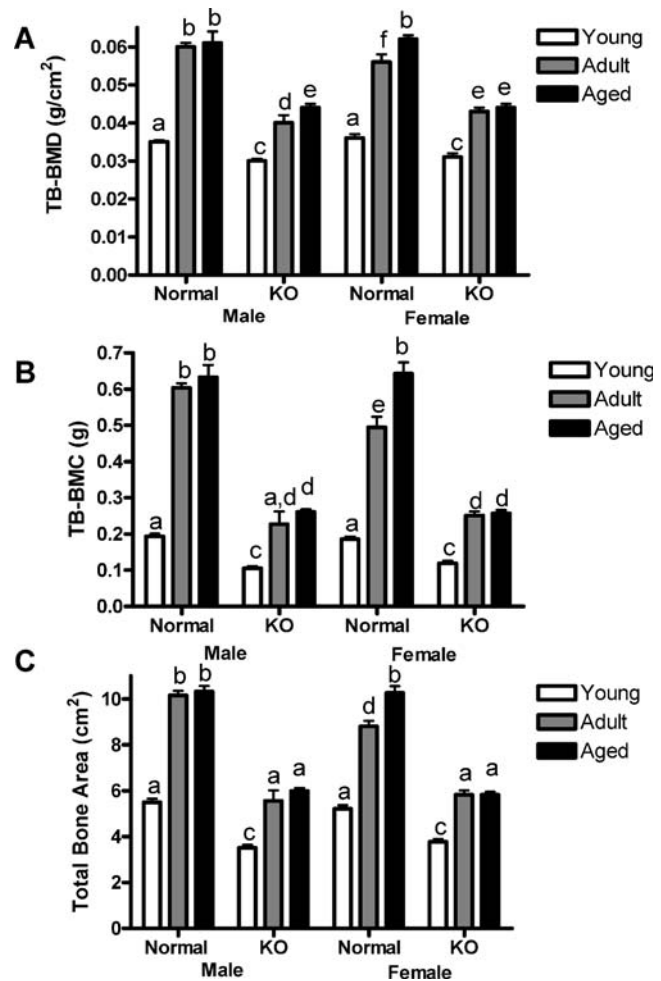 A
TB-BMD (g/cm²)
0.06
0.05
0.04
0.03
0.02
0.01
0.00
a
b
b
c
d
e
a
f
b
c
e
e
Normal
KO
Normal
KO
Male
Female
Young
Adult
Aged
B
TB-BMC (g)
0.7
0.6
0.5
0.4
0.3
0.2
0.1
0.0
a
b
b
c
a,d
d
a
e
b
c
d
d
Normal
KO
Normal
KO
Male
Female
Young
Adult
Aged
C
Total Bone Area (cm²)
10
8
6
4
2
0
a
b
b
c
a
a
a
d
b
c
a
a
Normal
KO
Normal
KO
Male
Female
Young
Adult
Aged